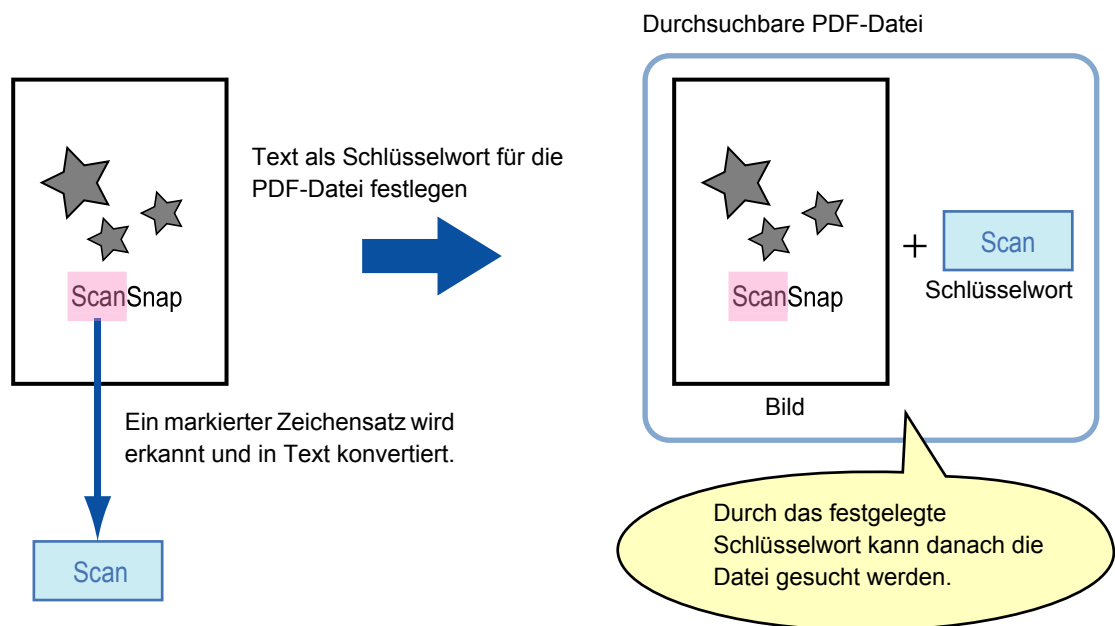 Durchsuchbare PDF-Datei
Text als Schlüsselwort für die
PDF-Datei festlegen
ScanSnap
Ein markierter Zeichensatz wird
erkannt und in Text konvertiert.
Scan
ScanSnap
Bild
+
Scan
Schlüsselwort
Durch das festgelegte
Schlüsselwort kann danach die
Datei gesucht werden.